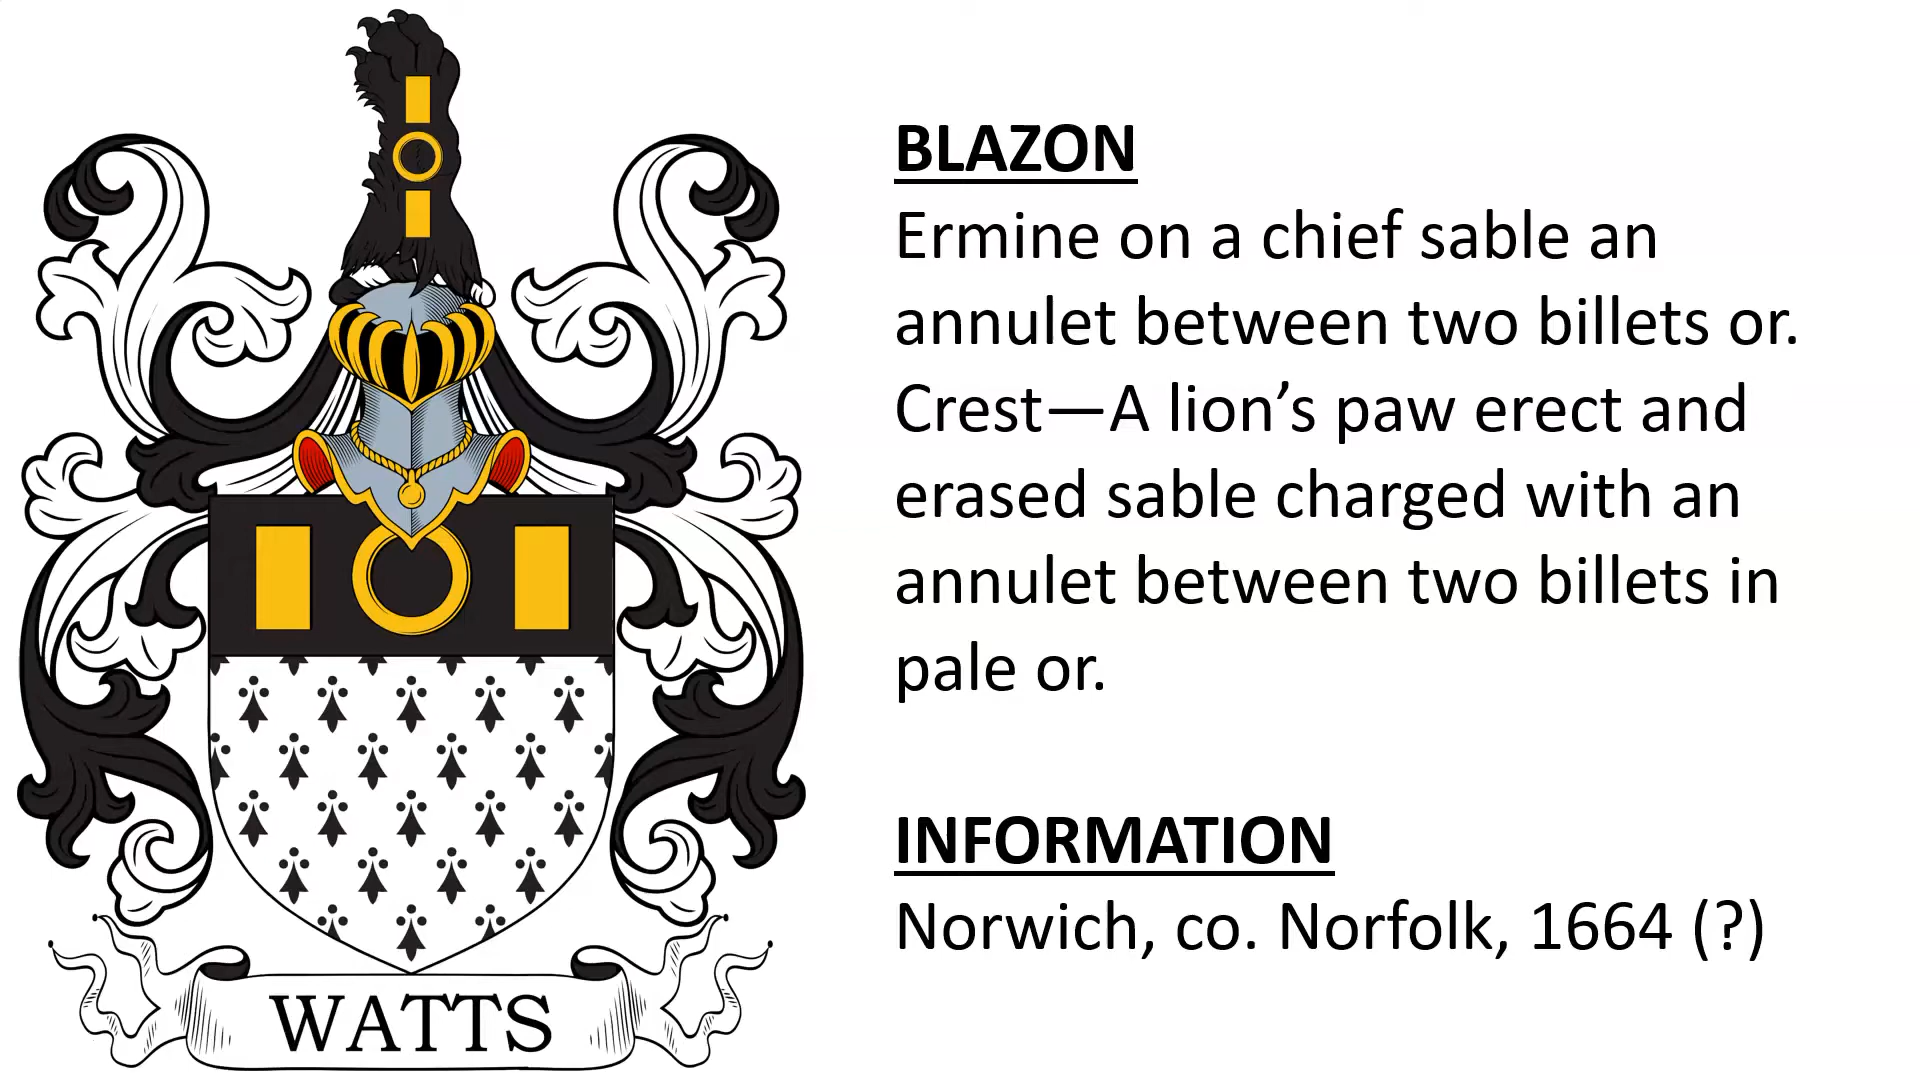 BLAZON
Ermine on a chief sable an
annulet between two billets or.
Crest—A lion’s paw erect and
erased sable charged with an
annulet between two billets in
pale or.
INFORMATION
Norwich, co. Norfolk, 1664 (?)
WATTS